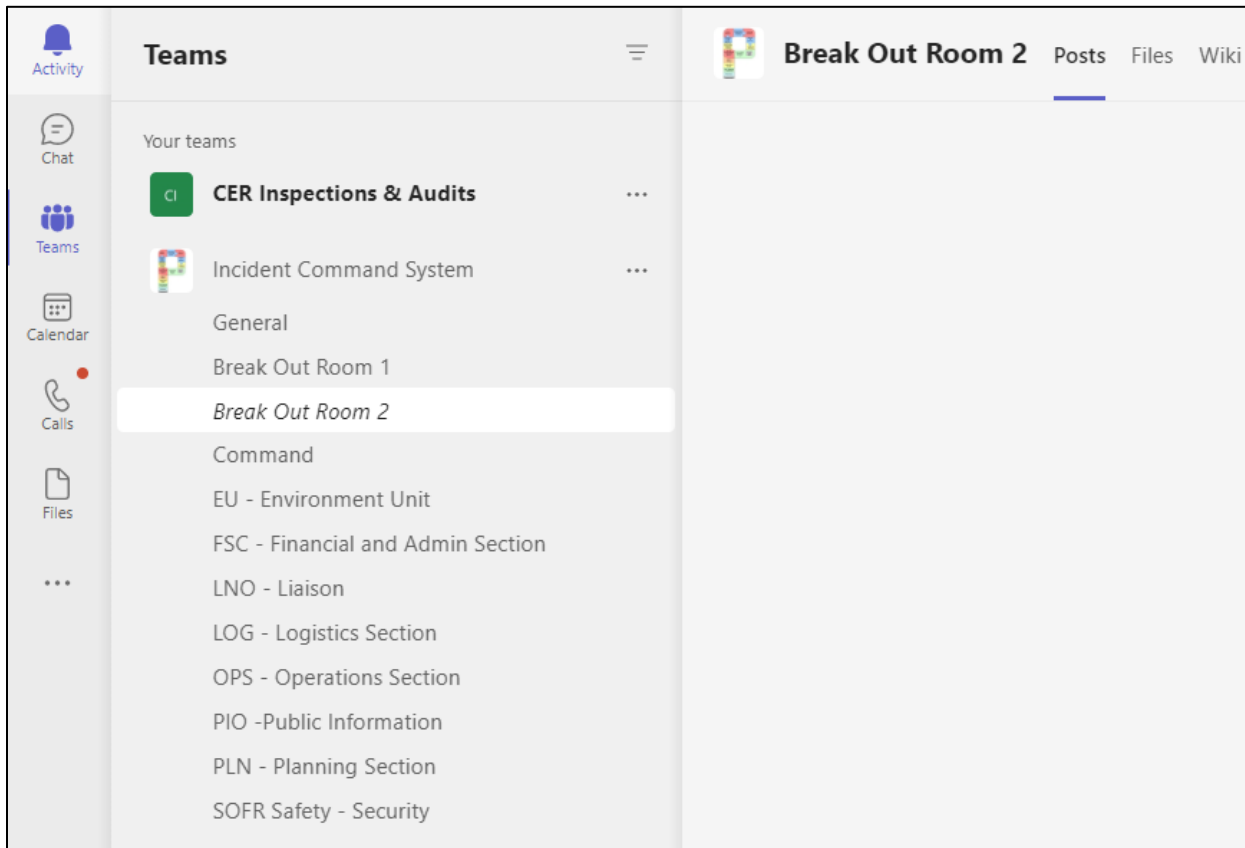 Activity
Chat
Teams
Calendar
Calls
Files
Teams
Your teams
CI
CER Inspections & Audits
Incident Command System
General
Break Out Room 1
Break Out Room 2
Command
EU - Environment Unit
FSC - Financial and Admin Section
LNO - Liaison
LOG - Logistics Section
OPS - Operations Section
PIO -Public Information
PLN - Planning Section
SOFR Safety - Security
Break Out Room 2 Posts Files Wiki